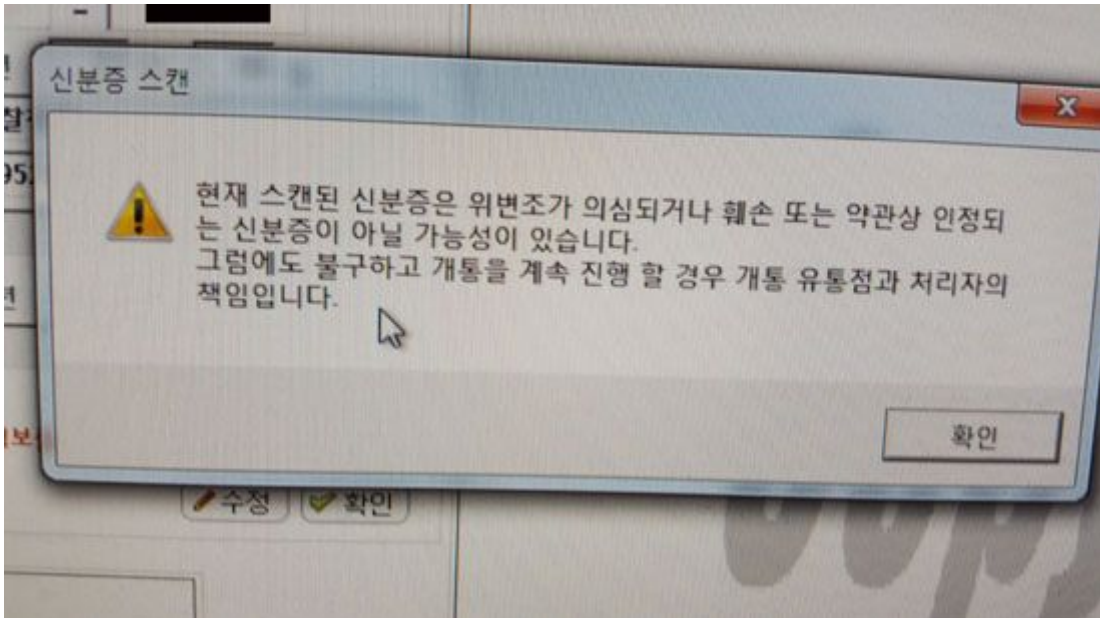 신분증 스캔
현재 스캔된 신분증은 위변조가 의심되거나 훼손 또는 약관상 인정되
는 신분증이 아닐 가능성이 있습니다.
그럼에도 불구하고 개통을 계속 진행 할 경우 개통 유통점과 처리자의
책임입니다.
확인
수정 확인